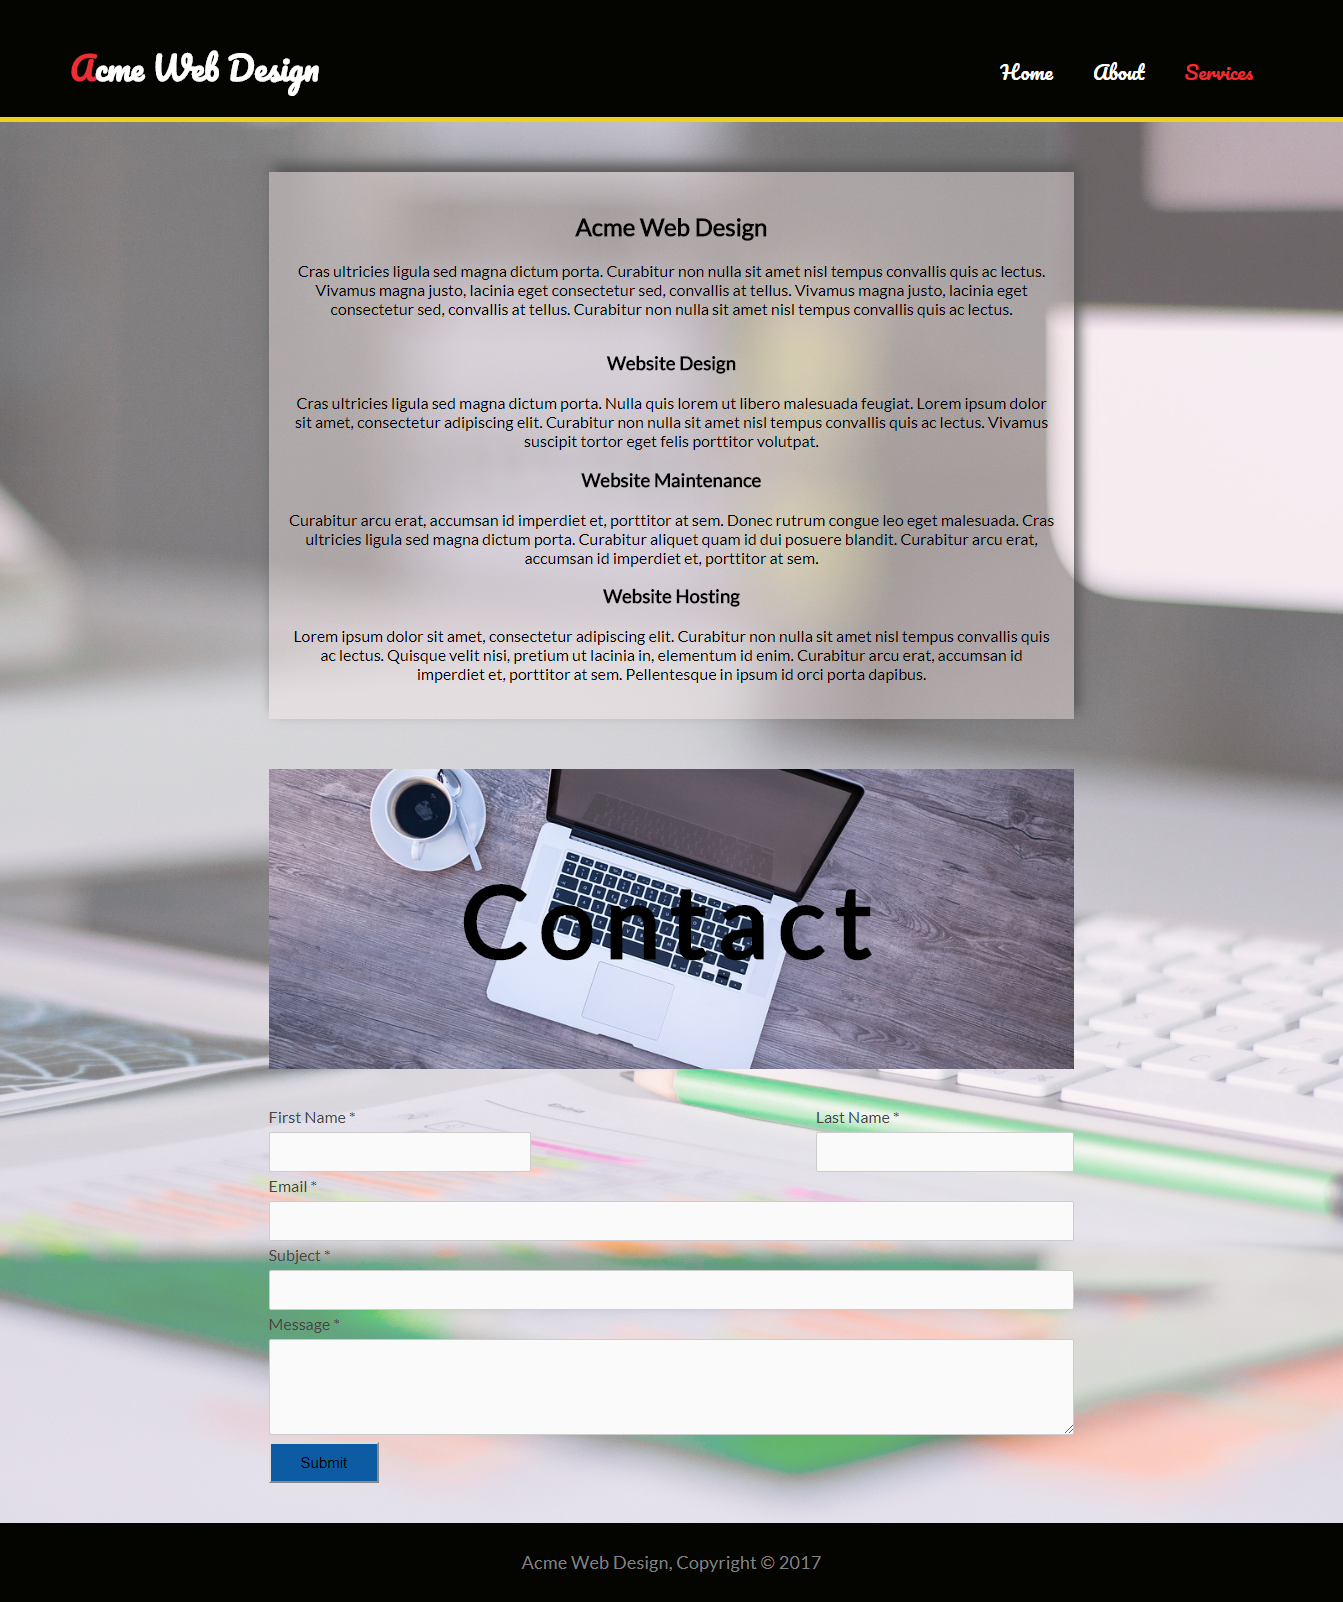 Acme Web Design
Home About Services
Acme Web Design
Cras ultricies ligula sed magna dictum porta. Curabitur non nulla sit amet nisl tempus convallis quis ac lectus.
Vivamus magna justo, lacinia eget consectetur sed, convallis at tellus. Vivamus magna justo, lacinia eget
consectetur sed, convallis at tellus. Curabitur non nulla sit amet nisl tempus convallis quis ac lectus.
Website Design
Cras ultricies ligula sed magna dictum porta. Nulla quis lorem ut libero malesuada feugiat. Lorem ipsum dolor
sit amet, consectetur adipiscing elit. Curabitur non nulla sit amet nisl tempus convallis quis ac lectus. Vivamus
suscipit tortor eget felis porttitor volutpat.
Website Maintenance
Curabitur arcu erat, accumsan id imperdiet et, porttitor at sem. Donec rutrum congue leo eget malesuada. Cras
ultricies ligula sed magna dictum porta. Curabitur aliquet quam id dui posuere blandit. Curabitur arcu erat,
accumsan id imperdiet et, porttitor at sem.
Website Hosting
Lorem ipsum dolor sit amet, consectetur adipiscing elit. Curabitur non nulla sit amet nisl tempus convallis quis
ac lectus. Quisque velit nisi, pretium ut lacinia in, elementum id enim. Curabitur arcu erat, accumsan id
imperdiet et, porttitor at sem. Pellentesque in ipsum id orci porta dapibus.
Contact
First Name * Last Name *
Email *
Subject *
Message *
Submit
Acme Web Design, Copyright © 2017